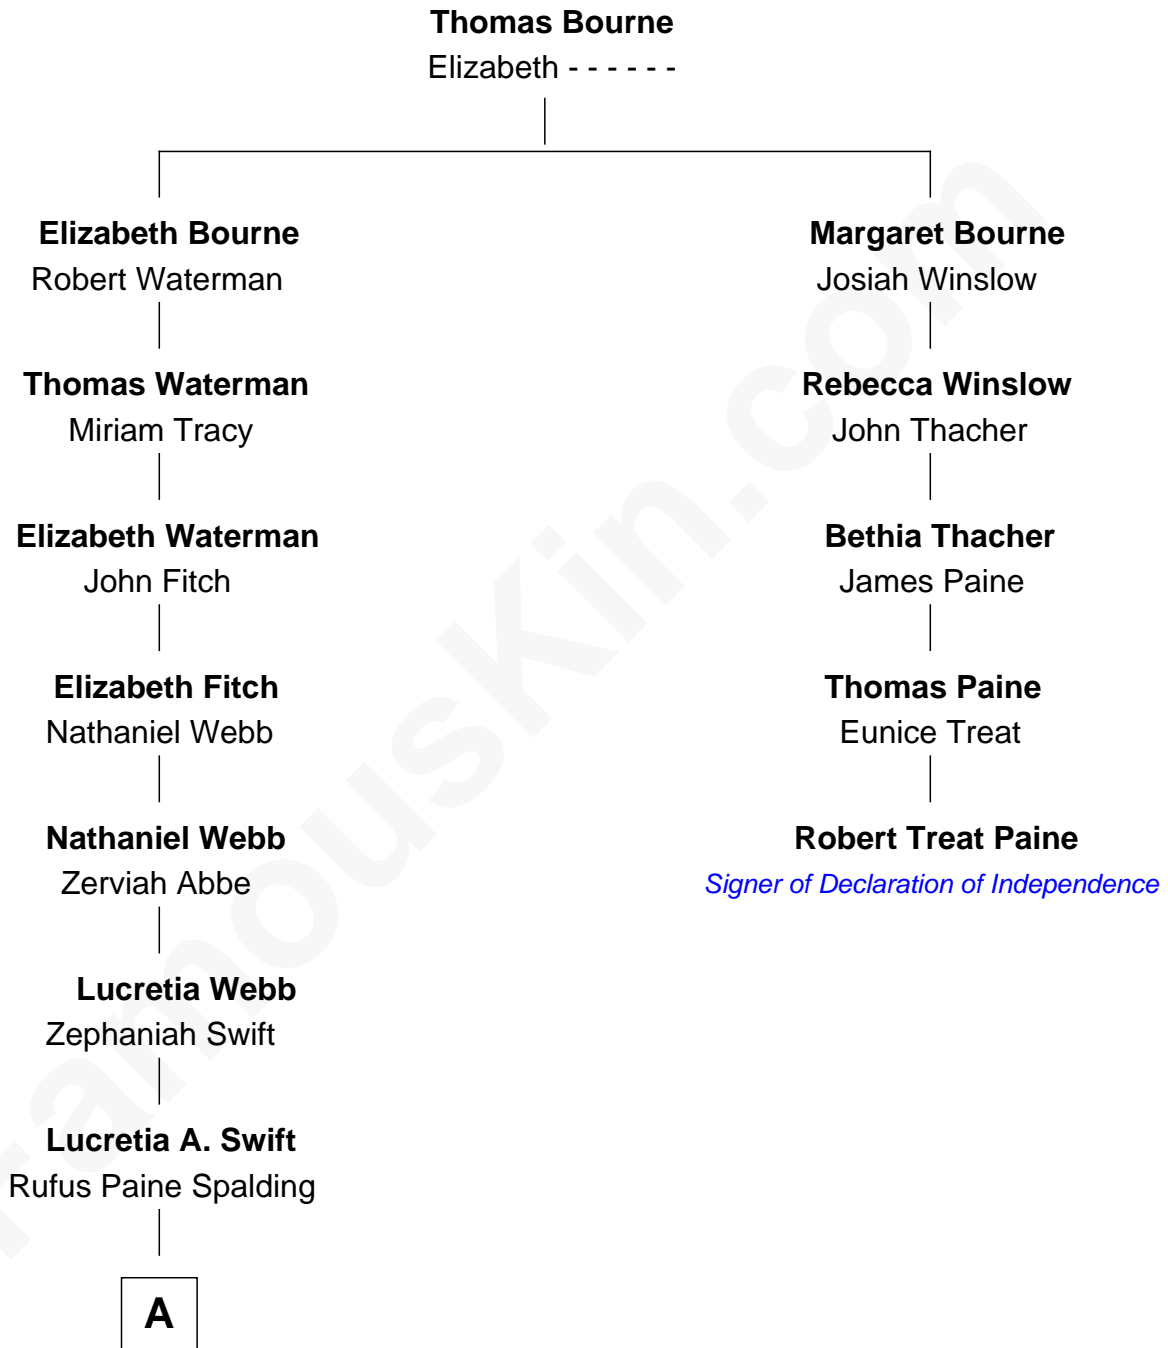 Thomas Bourne
Elizabeth - - - - - -
Elizabeth Bourne
Robert Waterman
Thomas Waterman
Miriam Tracy
Elizabeth Waterman
John Fitch
Elizabeth Fitch
Nathaniel Webb
Nathaniel Webb
Zerviah Abbe
Lucretia Webb
Zephaniah Swift
Lucretia A. Swift
Rufus Paine Spalding
A
Margaret Bourne
Josiah Winslow
Rebecca Winslow
John Thacher
Bethia Thacher
James Paine
Thomas Paine
Eunice Treat
Robert Treat Paine
Signer of Declaration of Independence
FamousKin.com